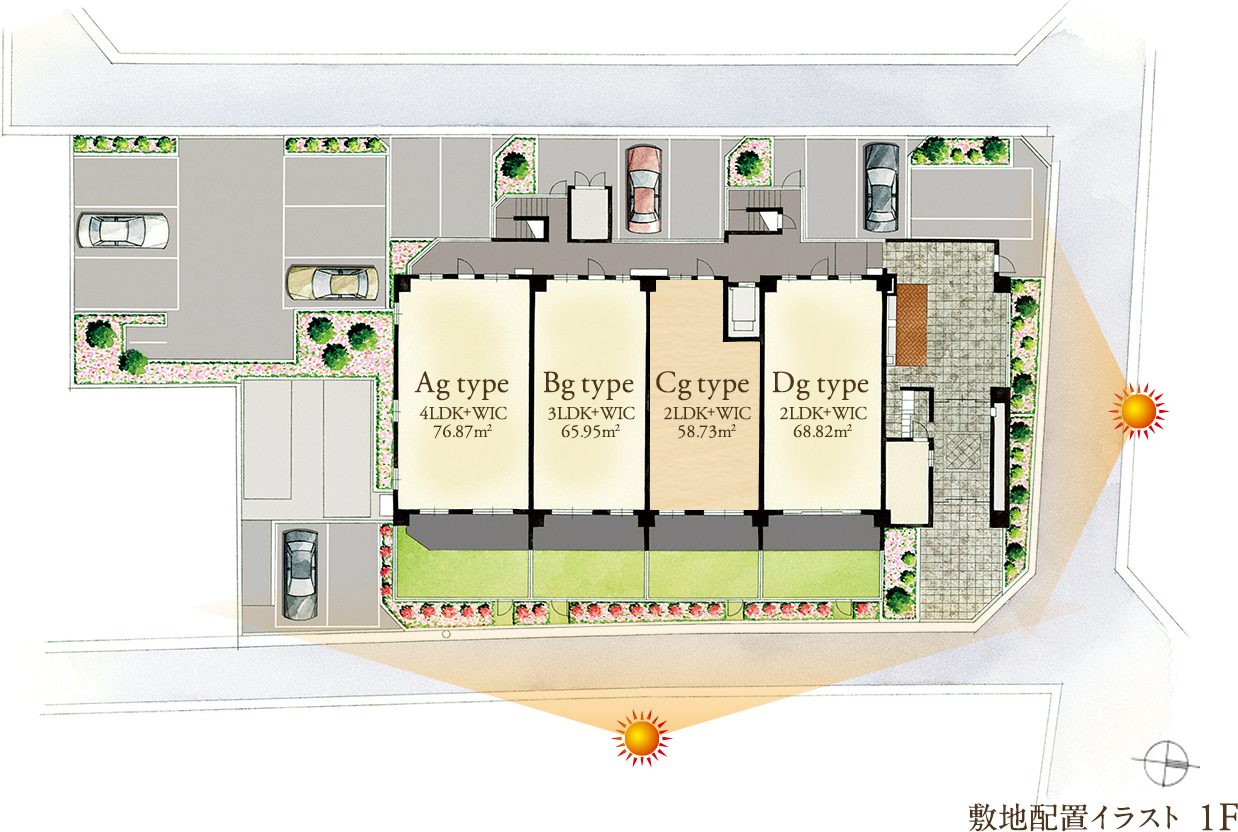 Ag type
4LDK+WIC
76.87m²
Bg type
3LDK+WIC
65.95m²
Cg type
2LDK+WIC
58.73m²
Dg type
2LDK+WIC
68.82m²
敷地配置イラスト 1F